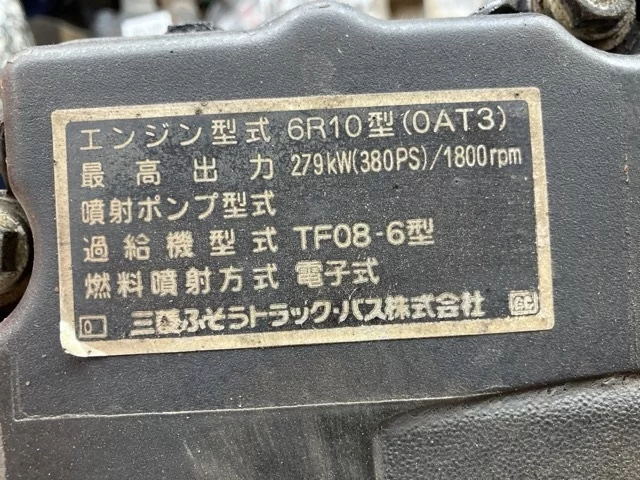 エンジン型式 6R10型(0AT3)
最高出力 279kW(380PS)/1800rpm
噴射ポンプ型式
過給機型式 TF08-6型
燃料噴射方式 電子式
0 三菱ふそうトラック・バス株式会社